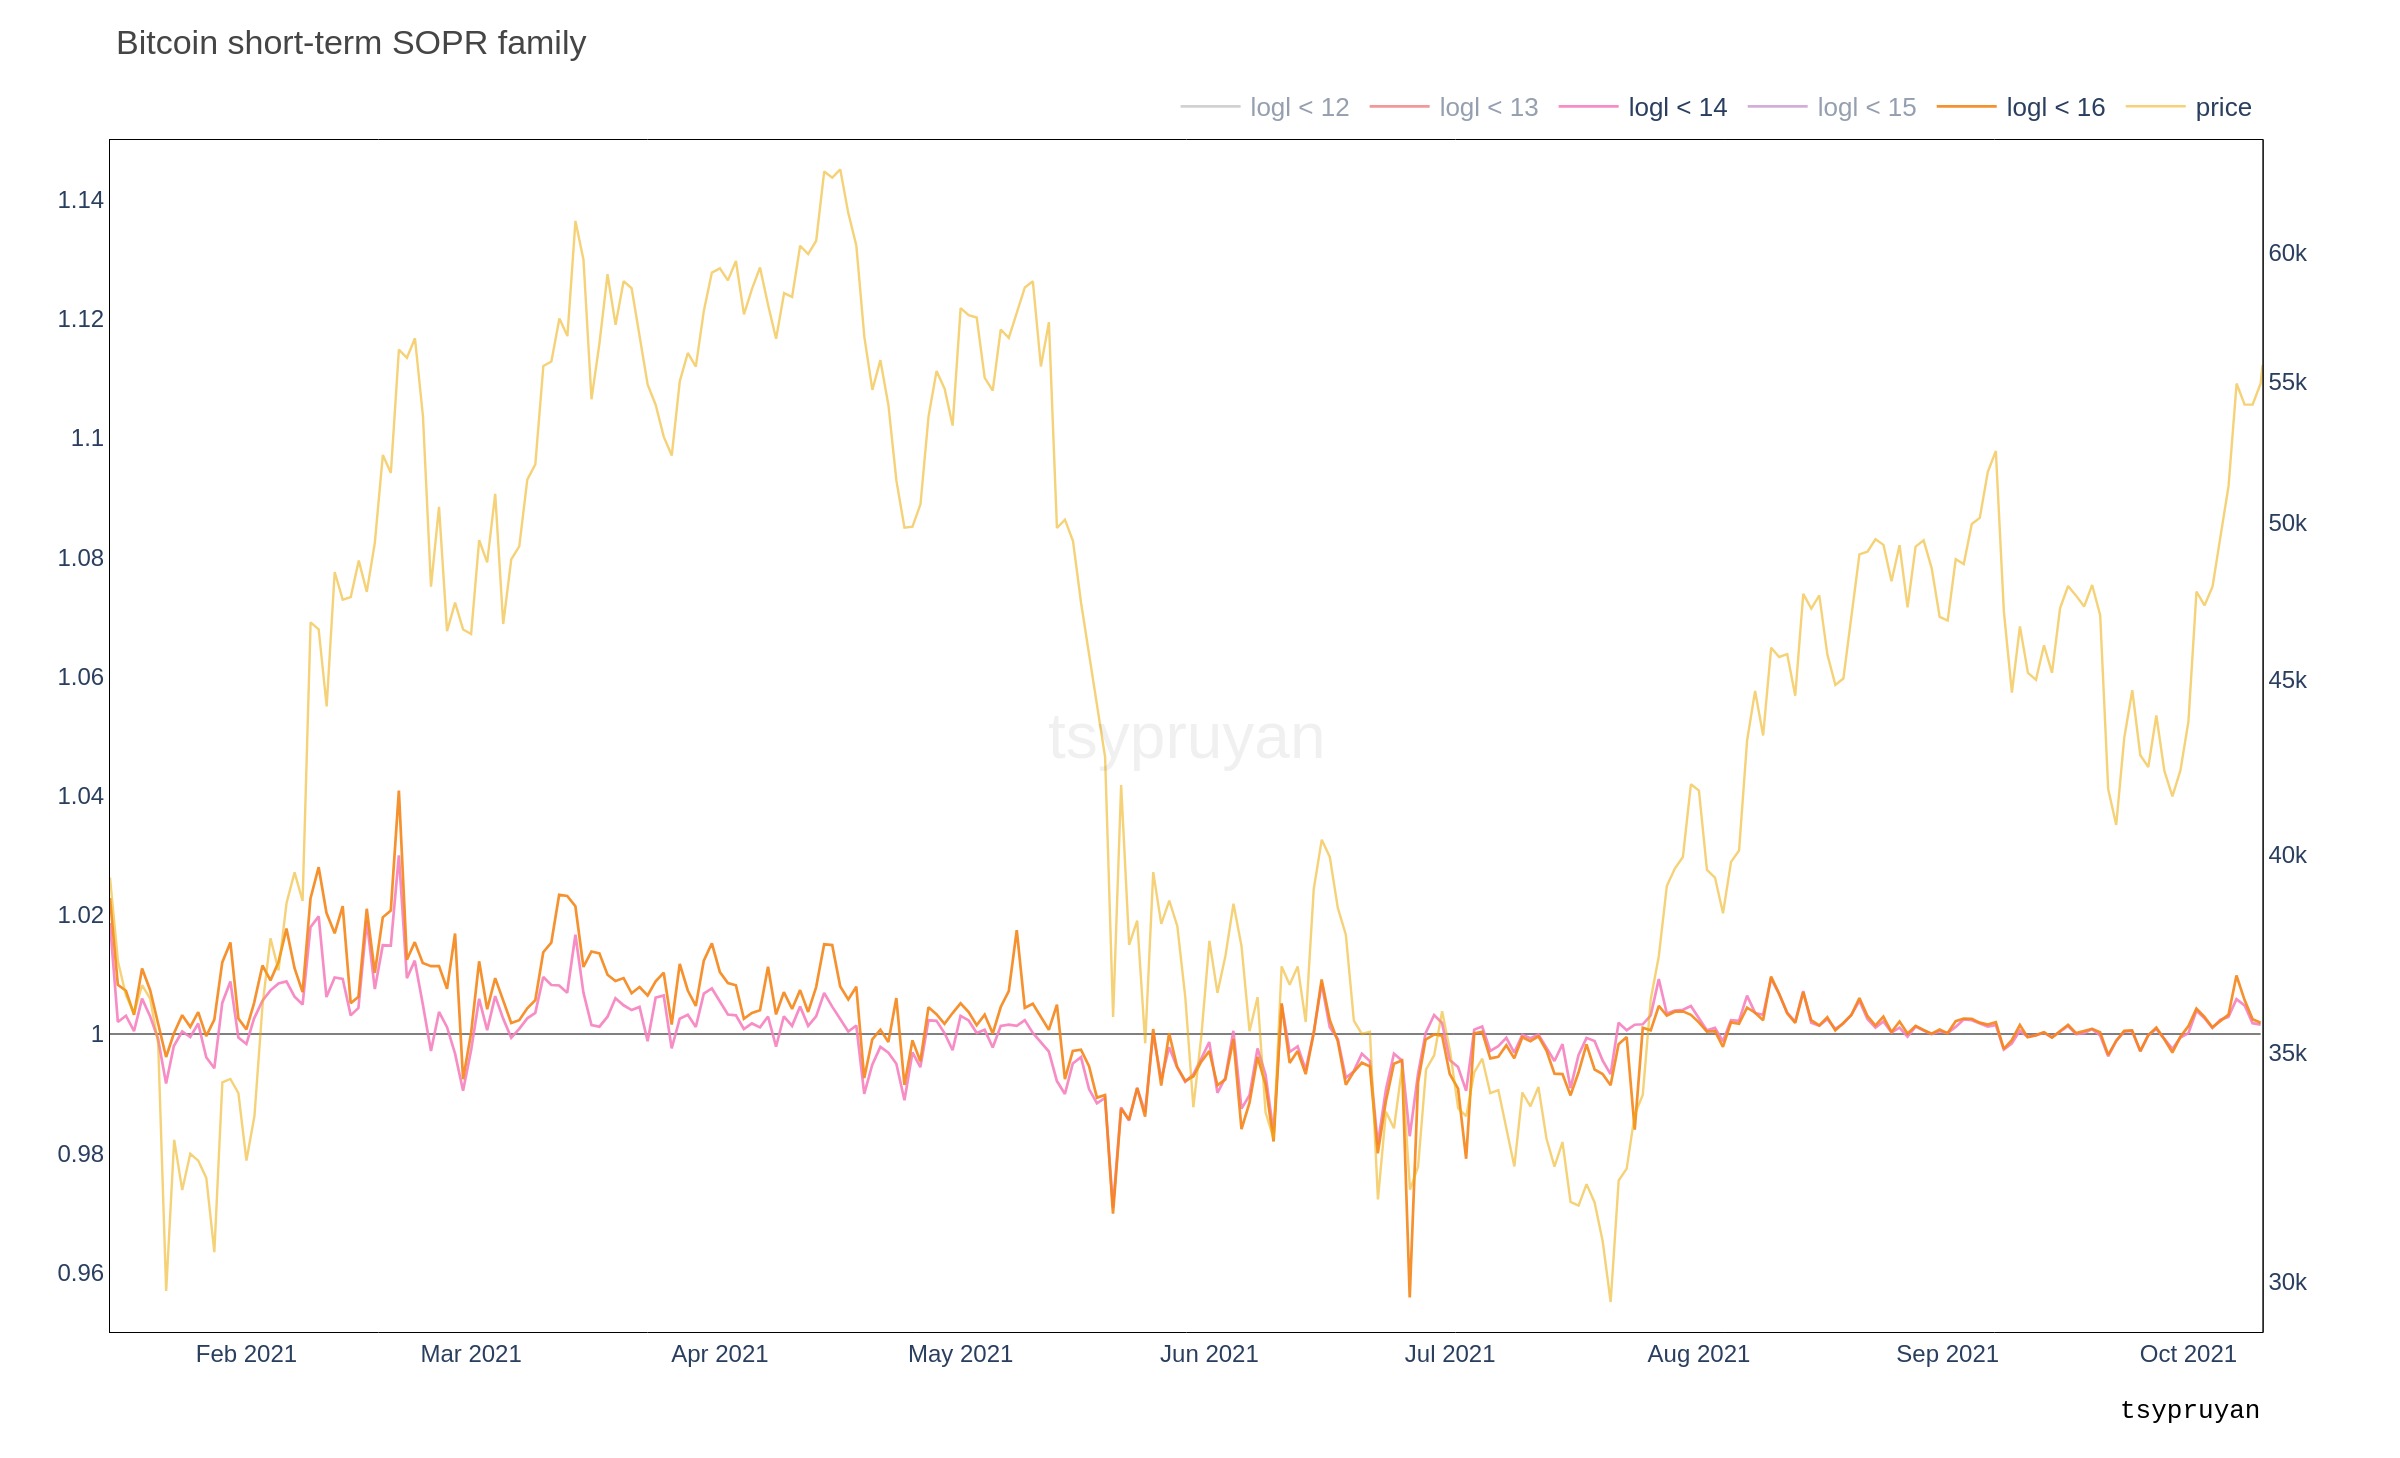 Bitcoin short-term SOPR family
logl < 12 logl < 13 logl < 14 logl < 15 logl < 16 price
1.14
1.12
1.1
1.08
1.06
1.04
1.02
1
0.98
0.96
60k
55k
50k
45k
40k
35k
30k
tsypruyan
Feb 2021 Mar 2021 Apr 2021 May 2021 Jun 2021 Jul 2021 Aug 2021 Sep 2021 Oct 2021
tsypruyan